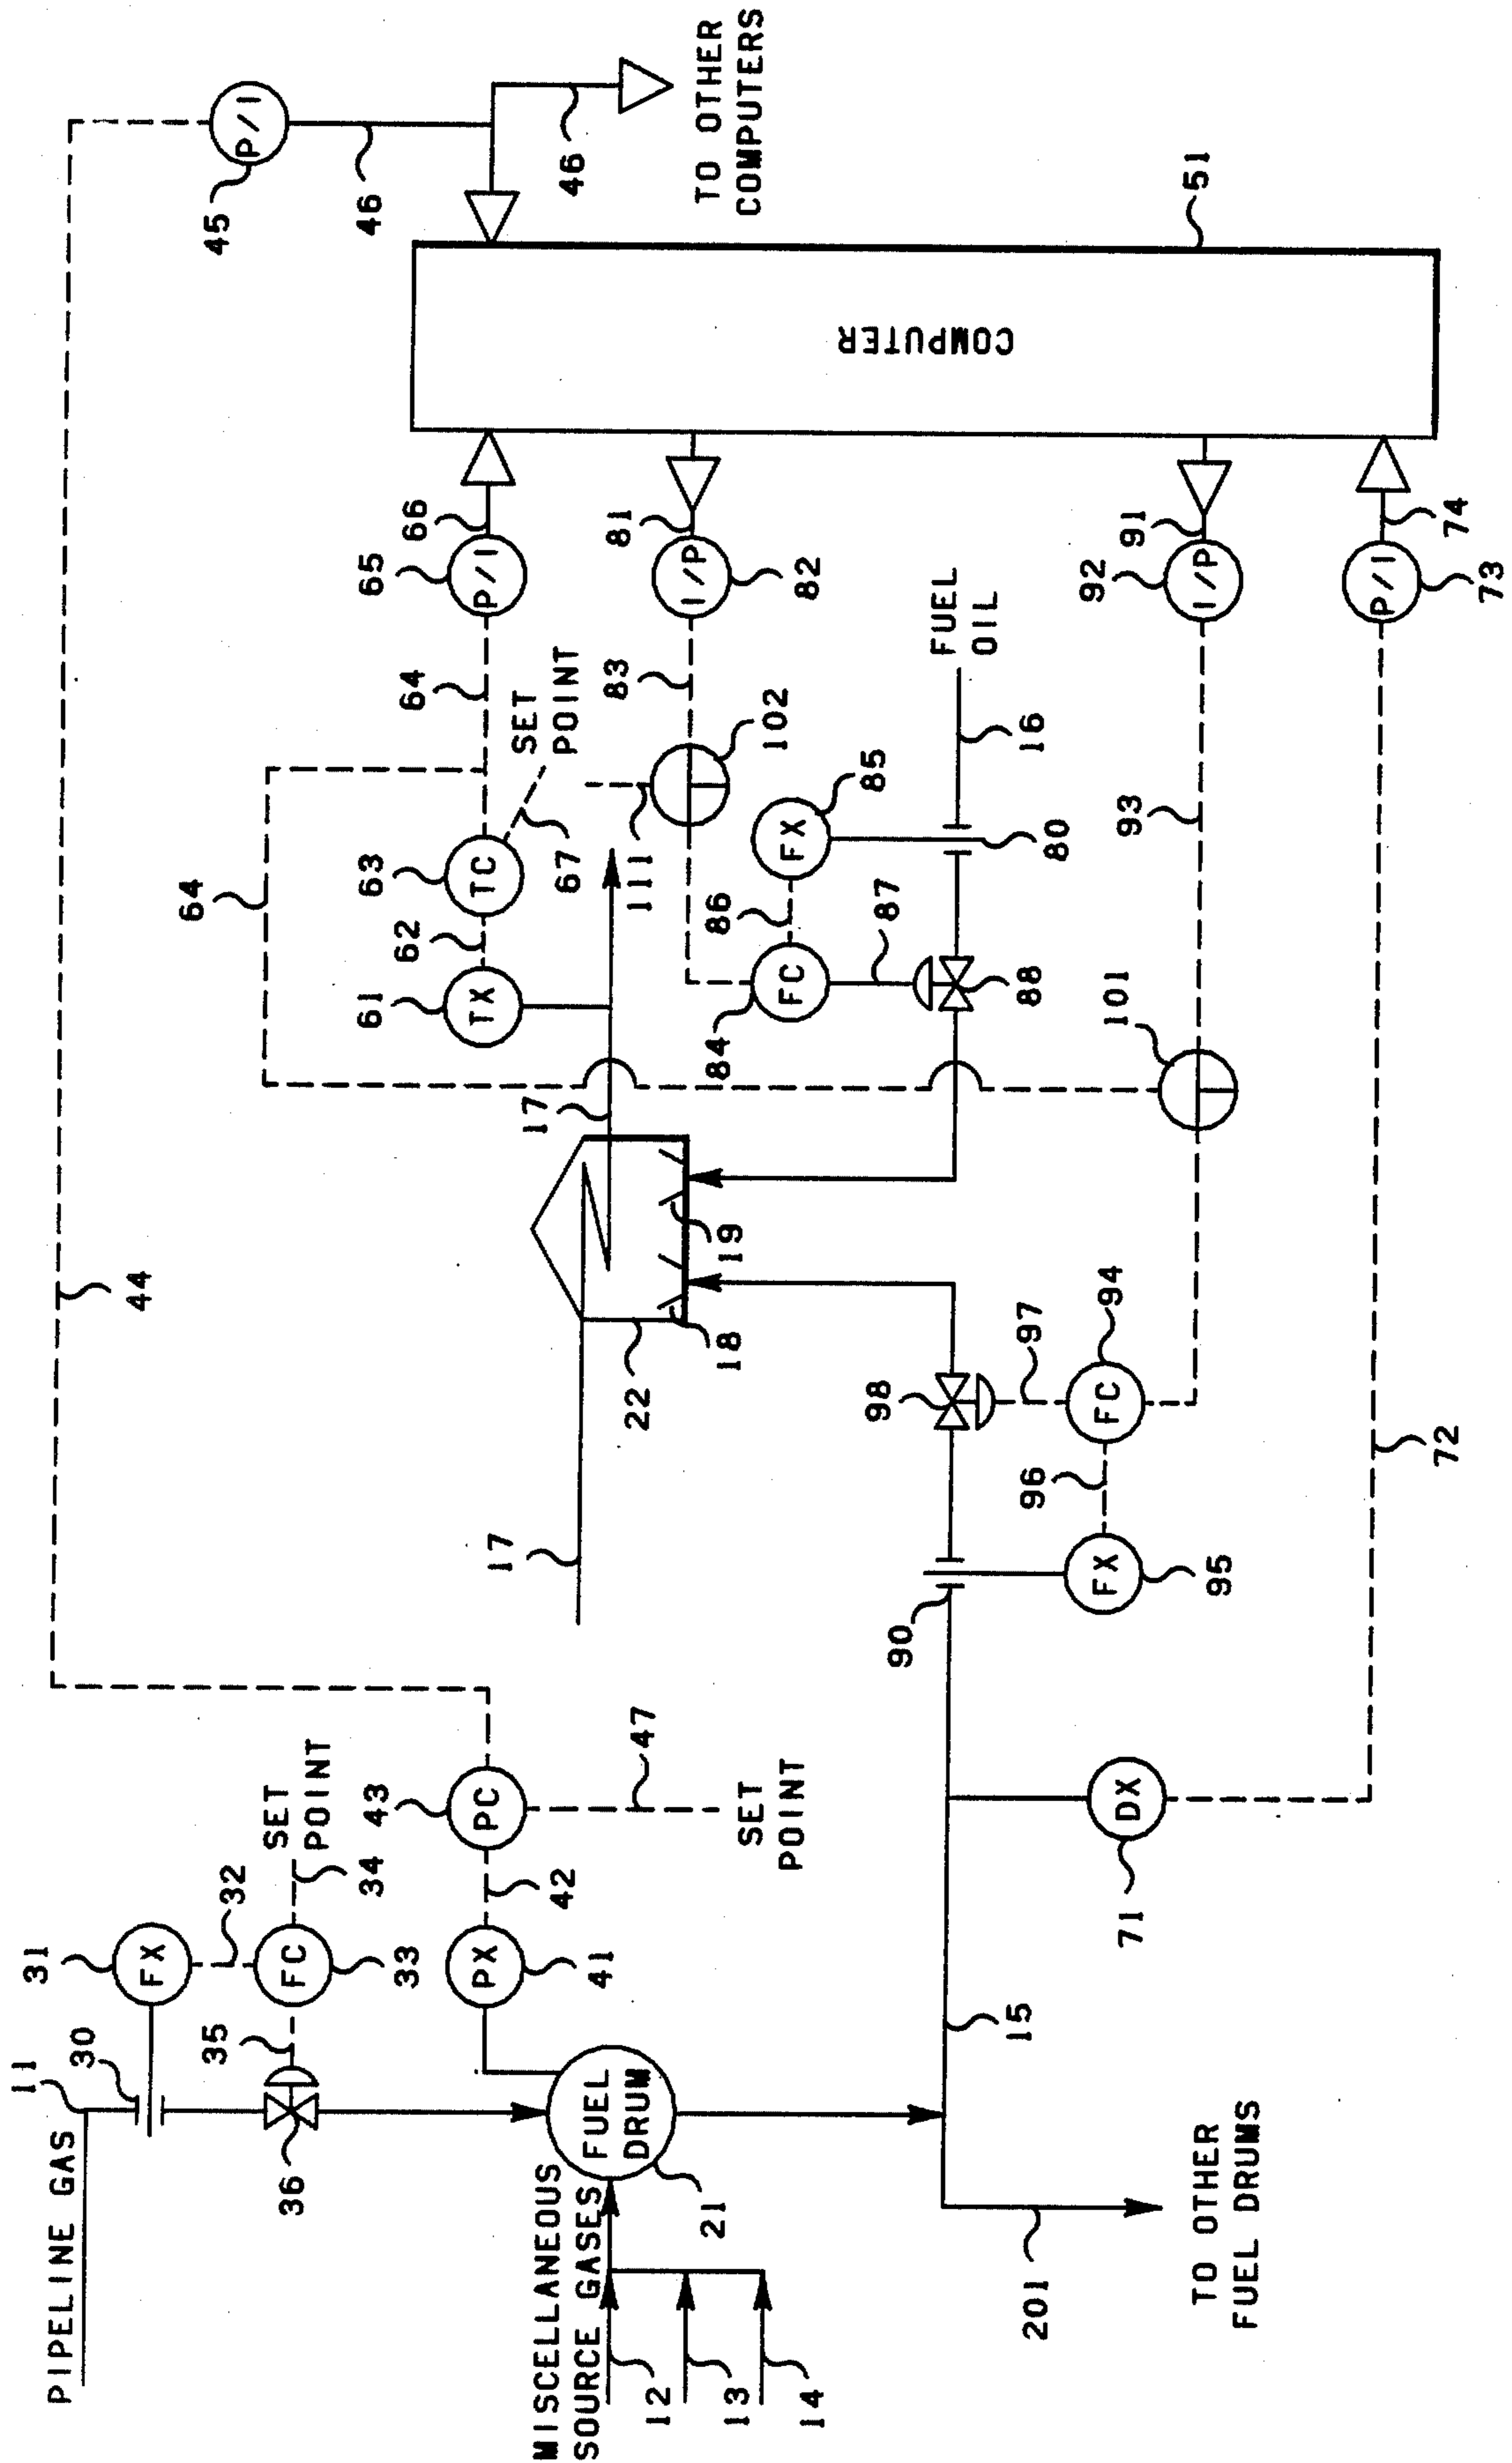 PIPELINE GAS
11
30
31
FX
32
FC
33
SET
POINT
34
35
36
MISCELLANEOUS
SOURCE GASES
12
13
14
FUEL
DRUM
21
PX
41
42
PC
43
SET
POINT
47
44
P/I
45
46
46
TO OTHER
COMPUTERS
17
17
22
18
19
TX
61
62
TC
63
SET
POINT
67
64
64
P/I
65
66
COMPUTER
51
81
I/P
82
83
102
111
FC
84
FX
85
86
87
88
80
FUEL
OIL
16
91
I/P
92
93
101
FC
94
FX
95
96
97
98
90
15
DX
71
72
P/I
73
74
201
TO OTHER
FUEL DRUMS